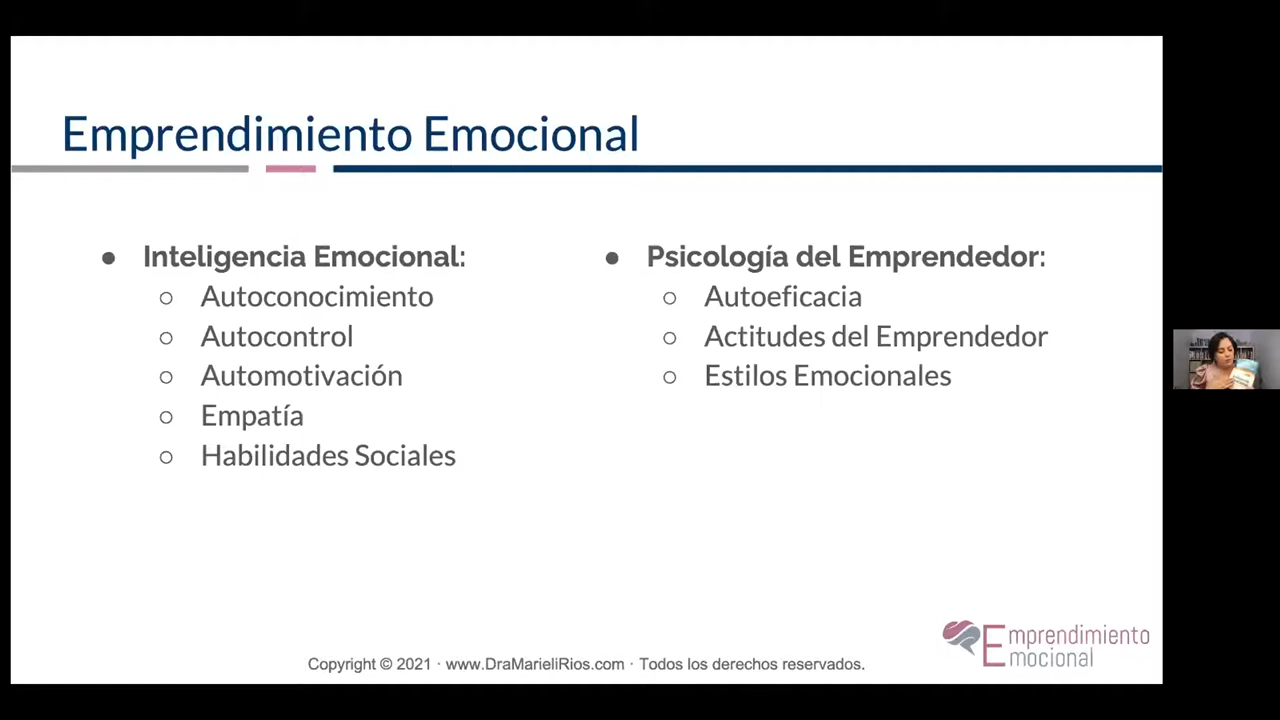 Emprendimiento Emocional
● Inteligencia Emocional:
○ Autoconocimiento
○ Autocontrol
○ Automotivación
○ Empatía
○ Habilidades Sociales
● Psicología del Emprendedor:
○ Autoeficacia
○ Actitudes del Emprendedor
○ Estilos Emocionales
Copyright © 2021 · www.DraMarieliRios.com · Todos los derechos reservados.
Emprendimiento
Emocional